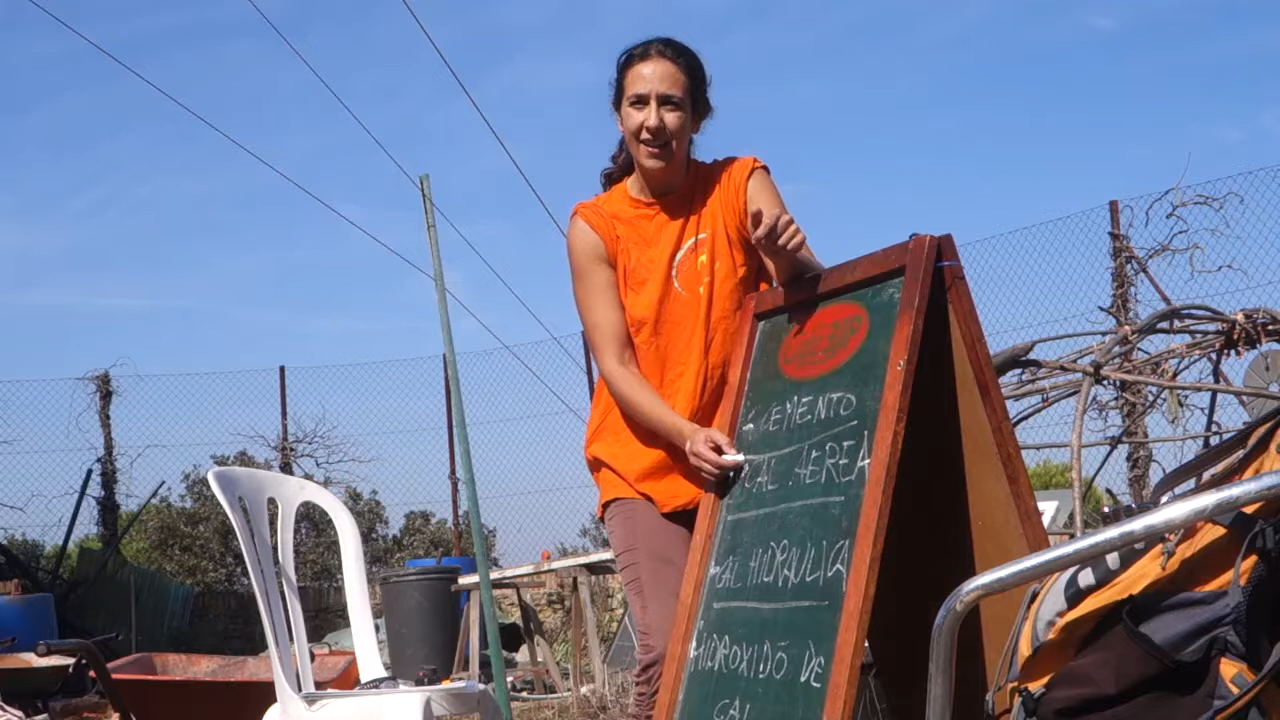 CEMENTO
CAL AEREA
CAL HIDRAULICA
HIDROXIDO DE
CAL